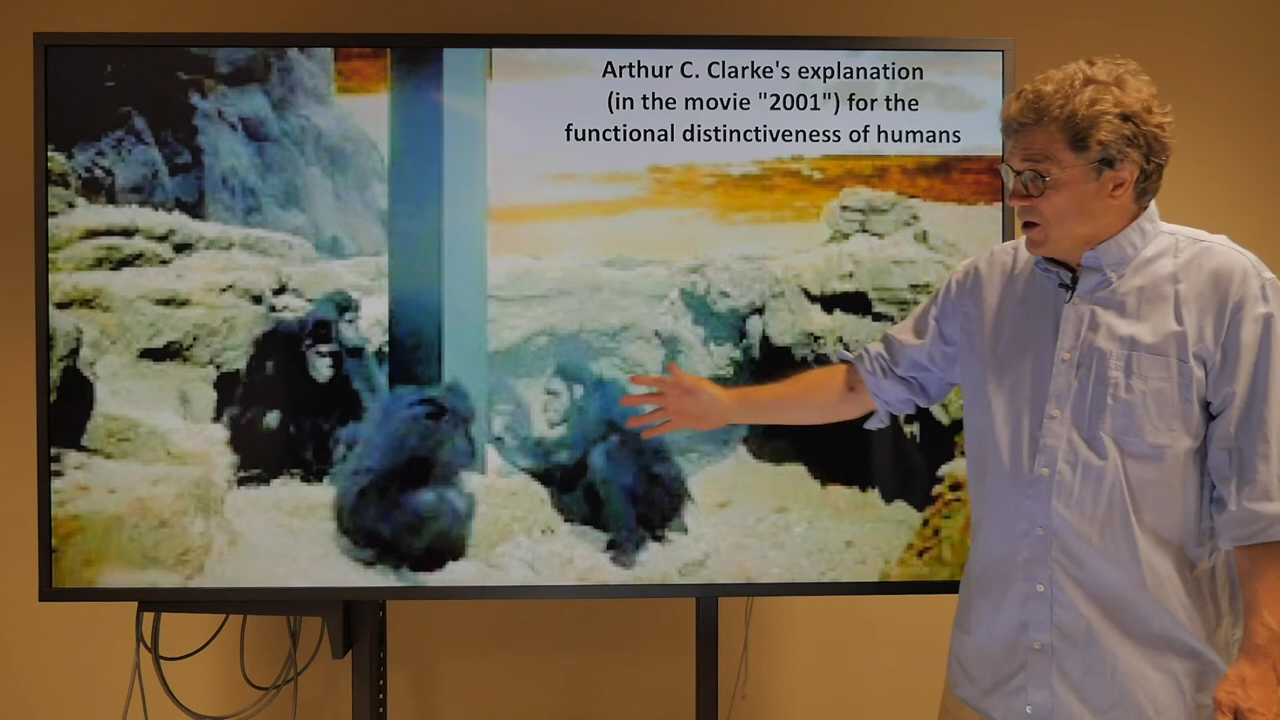 Arthur C. Clarke's explanation
(in the movie "2001") for the
functional distinctiveness of humans